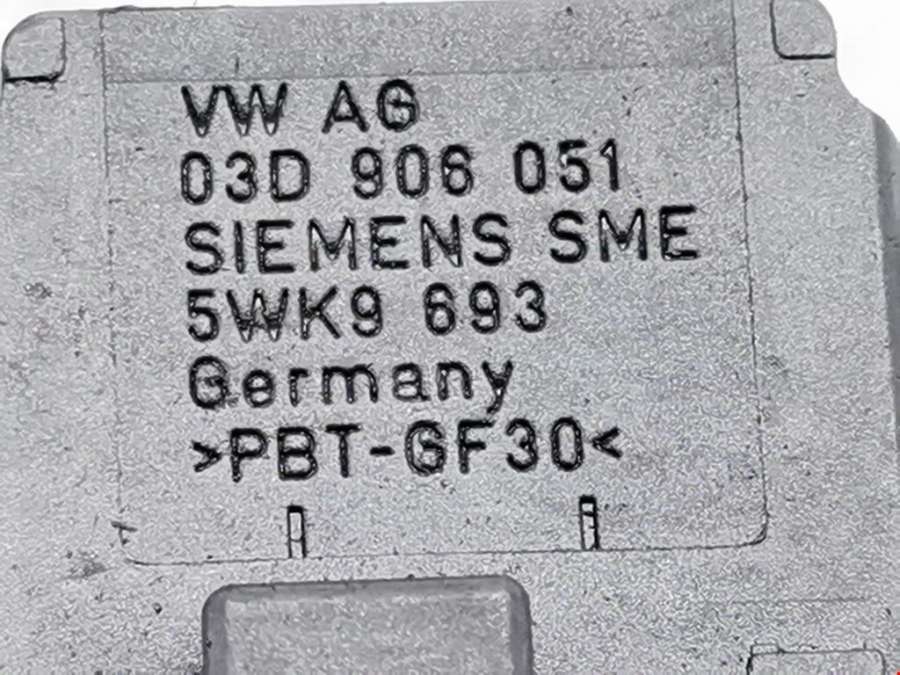 VW AG
03D 906 051
SIEMENS SME
5WK9 693
Germany
>PBT-GF30<